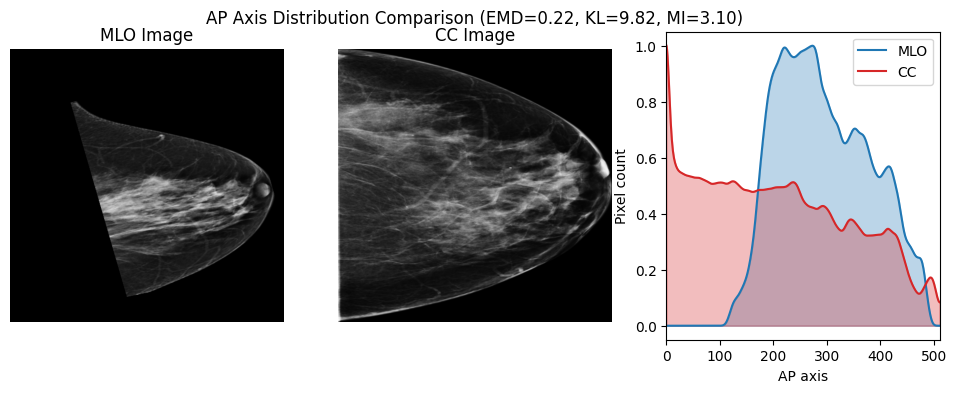 AP Axis Distribution Comparison (EMD=0.22, KL=9.82, MI=3.10)
MLO Image
CC Image
MLO
CC
Pixel count
1.0
0.8
0.6
0.4
0.2
0.0
0 100 200 300 400 500
AP axis